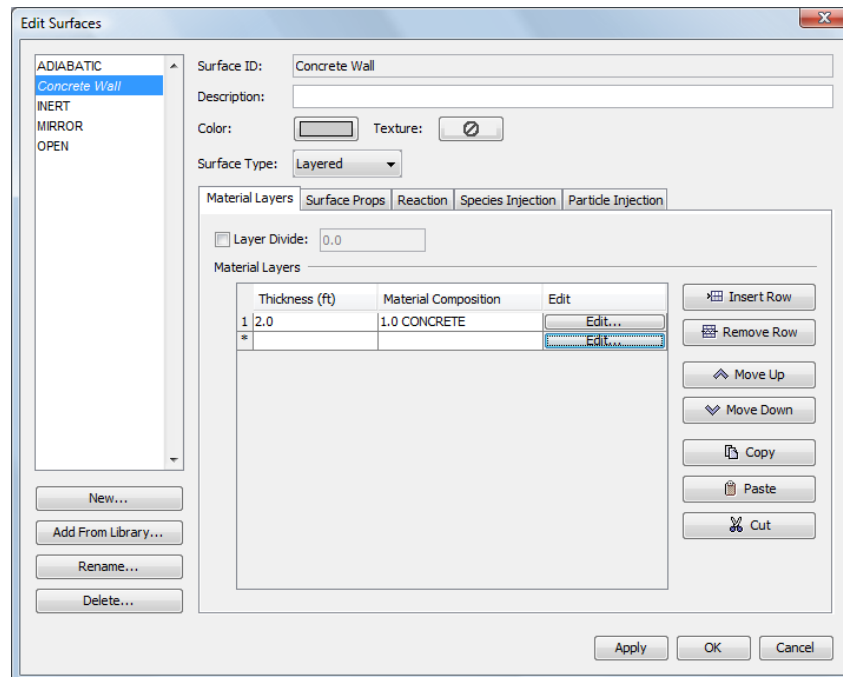 Edit Surfaces
ADIABATIC
Concrete Wall
INERT
MIRROR
OPEN
New...
Add From Library...
Rename...
Delete...
Surface ID: Concrete Wall
Description:
Color: Texture:
Surface Type: Layered
Material Layers Surface Props Reaction Species Injection Particle Injection
Layer Divide: 0.0
Material Layers
Thickness (ft) Material Composition Edit
1 2.0 1.0 CONCRETE Edit...
* Edit...
Insert Row
Remove Row
Move Up
Move Down
Copy
Paste
Cut
Apply OK Cancel